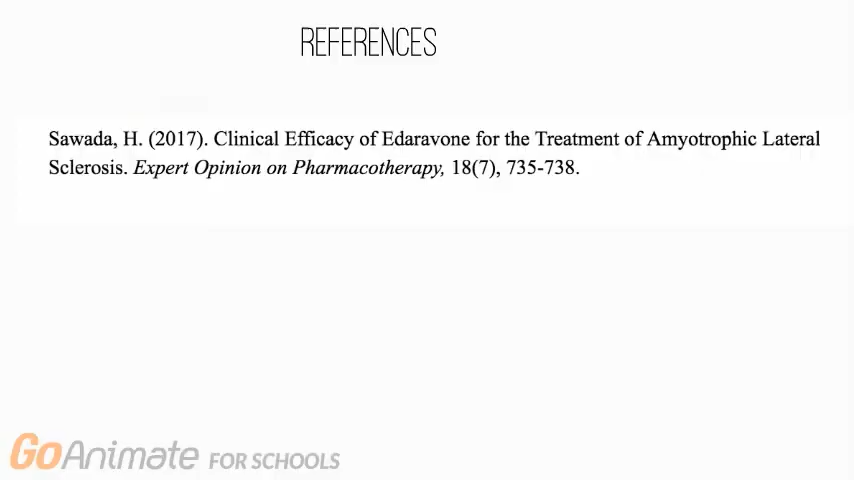 REFERENCES
Sawada, H. (2017). Clinical Efficacy of Edaravone for the Treatment of Amyotrophic Lateral
Sclerosis. Expert Opinion on Pharmacotherapy, 18(7), 735-738.
GoAnimate FOR SCHOOLS